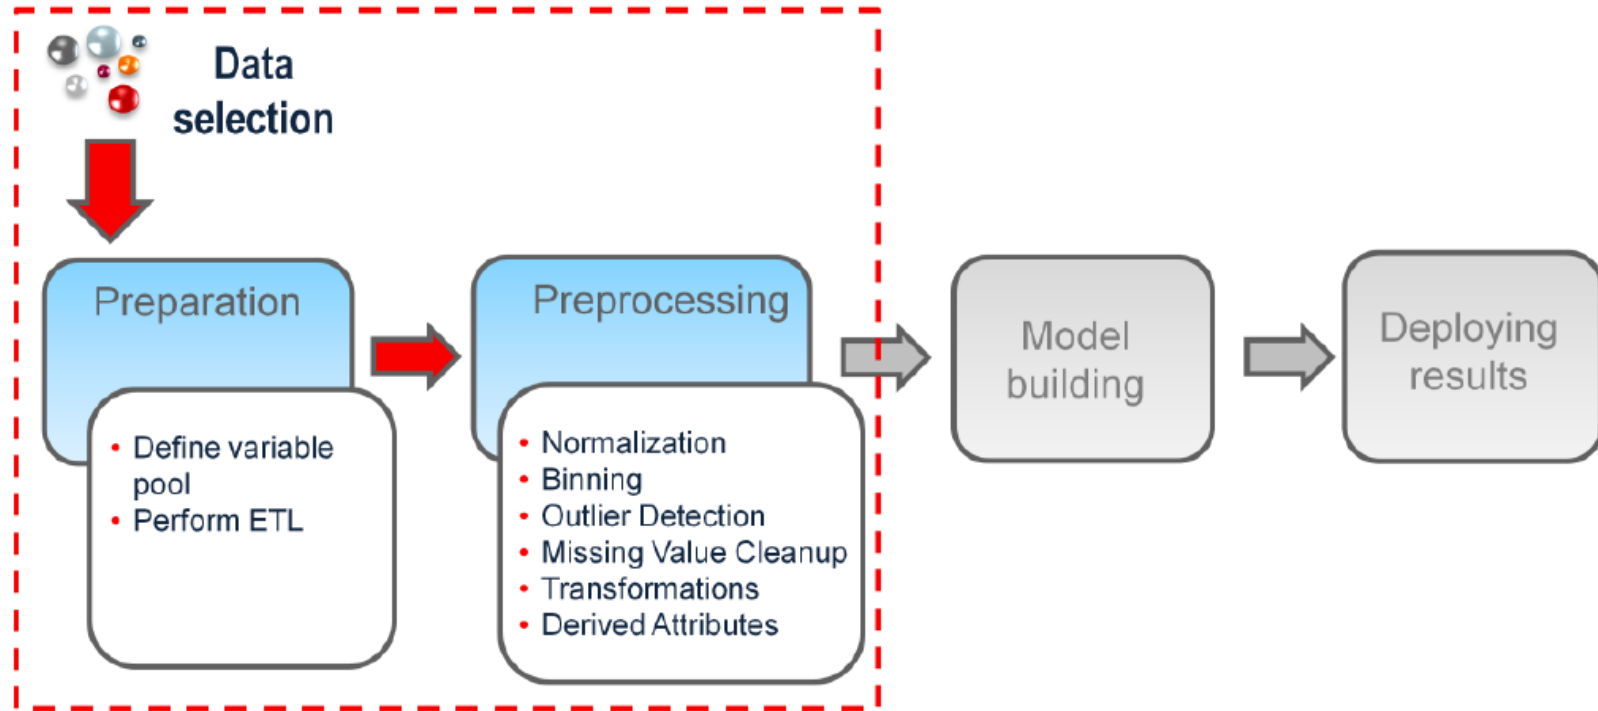 Data
selection
Preparation
• Define variable
pool
• Perform ETL
Preprocessing
• Normalization
• Binning
• Outlier Detection
• Missing Value Cleanup
• Transformations
• Derived Attributes
Model
building
Deploying
results